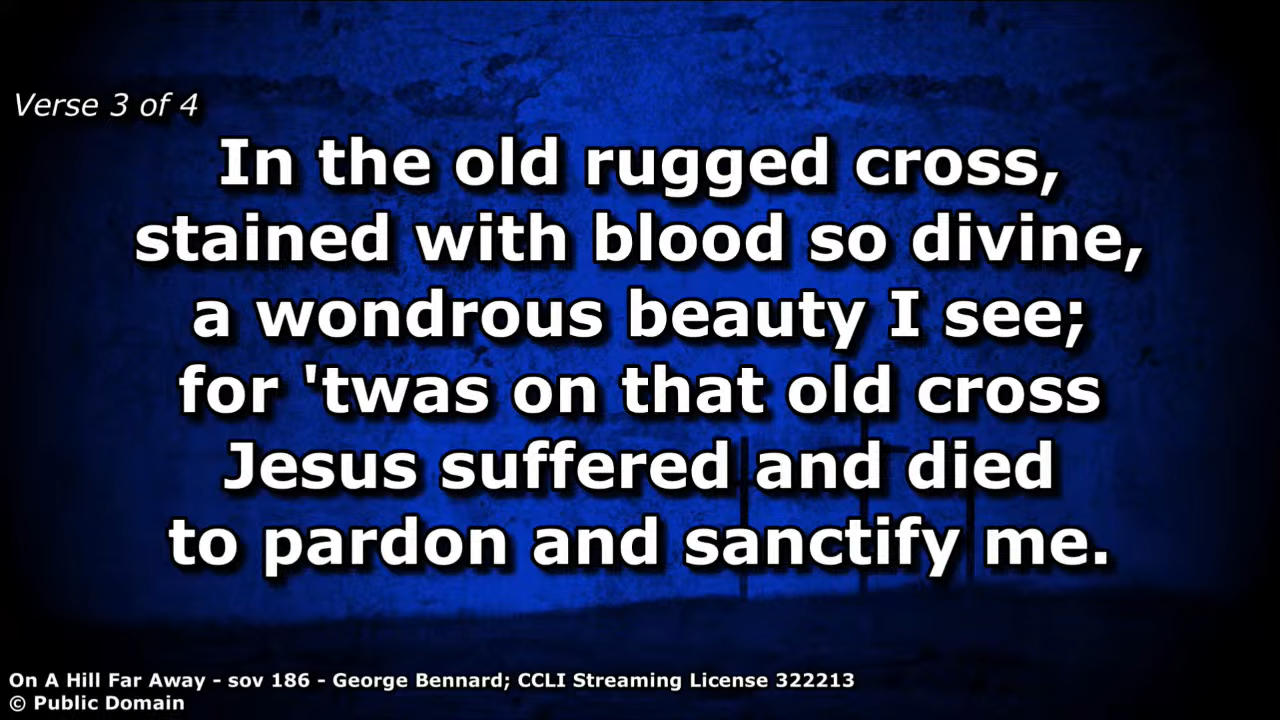 Verse 3 of 4
In the old rugged cross,
stained with blood so divine,
a wondrous beauty I see;
for 'twas on that old cross
Jesus suffered and died
to pardon and sanctify me.
On A Hill Far Away - sov 186 - George Bennard; CCLI Streaming License 322213
© Public Domain